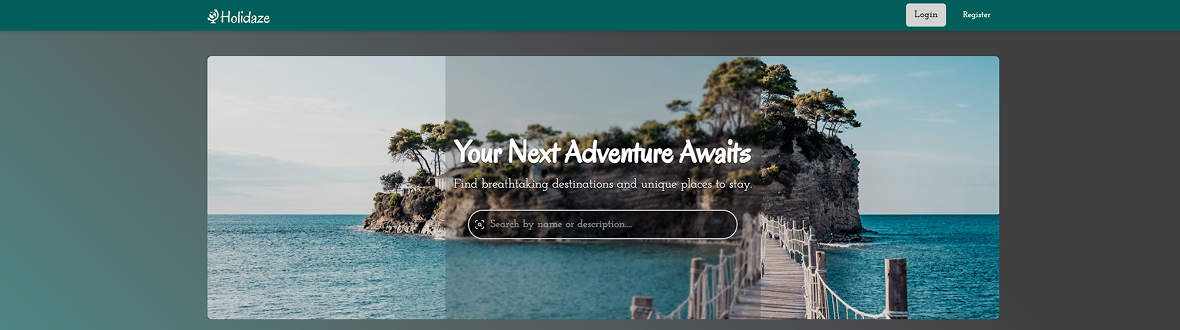 Holidaze
Login
Register
Your Next Adventure Awaits
Find breathtaking destinations and unique places to stay.
Search by name or description....